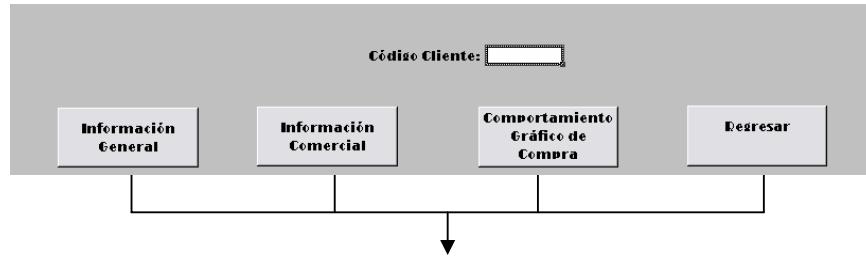 Código Cliente:
Información
General
Información
Comercial
Comportamiento
Gráfico de
Compra
Regresar